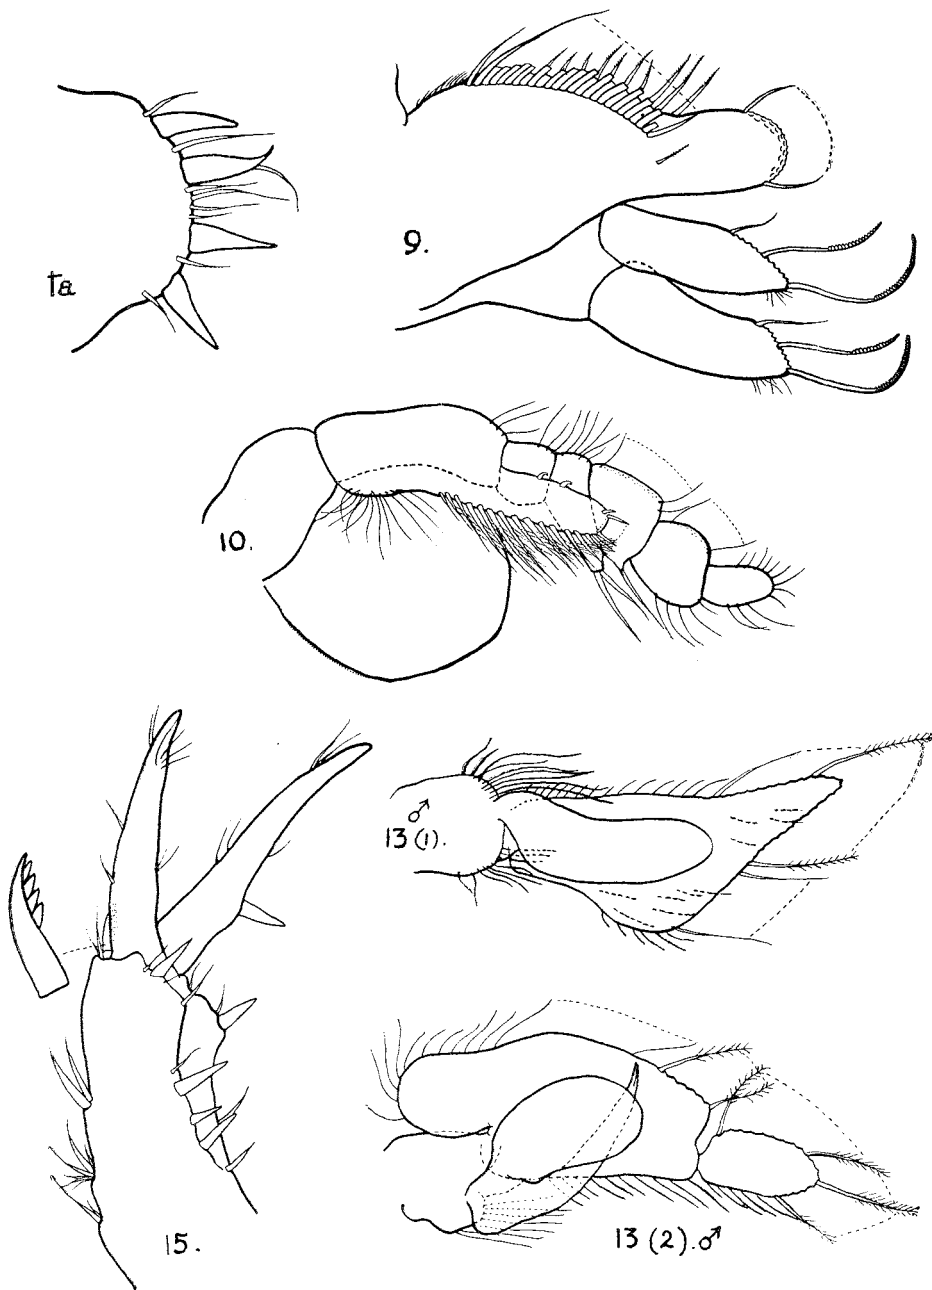 ta
9.
10.
♂
13 (1).
15.
13 (2). ♂